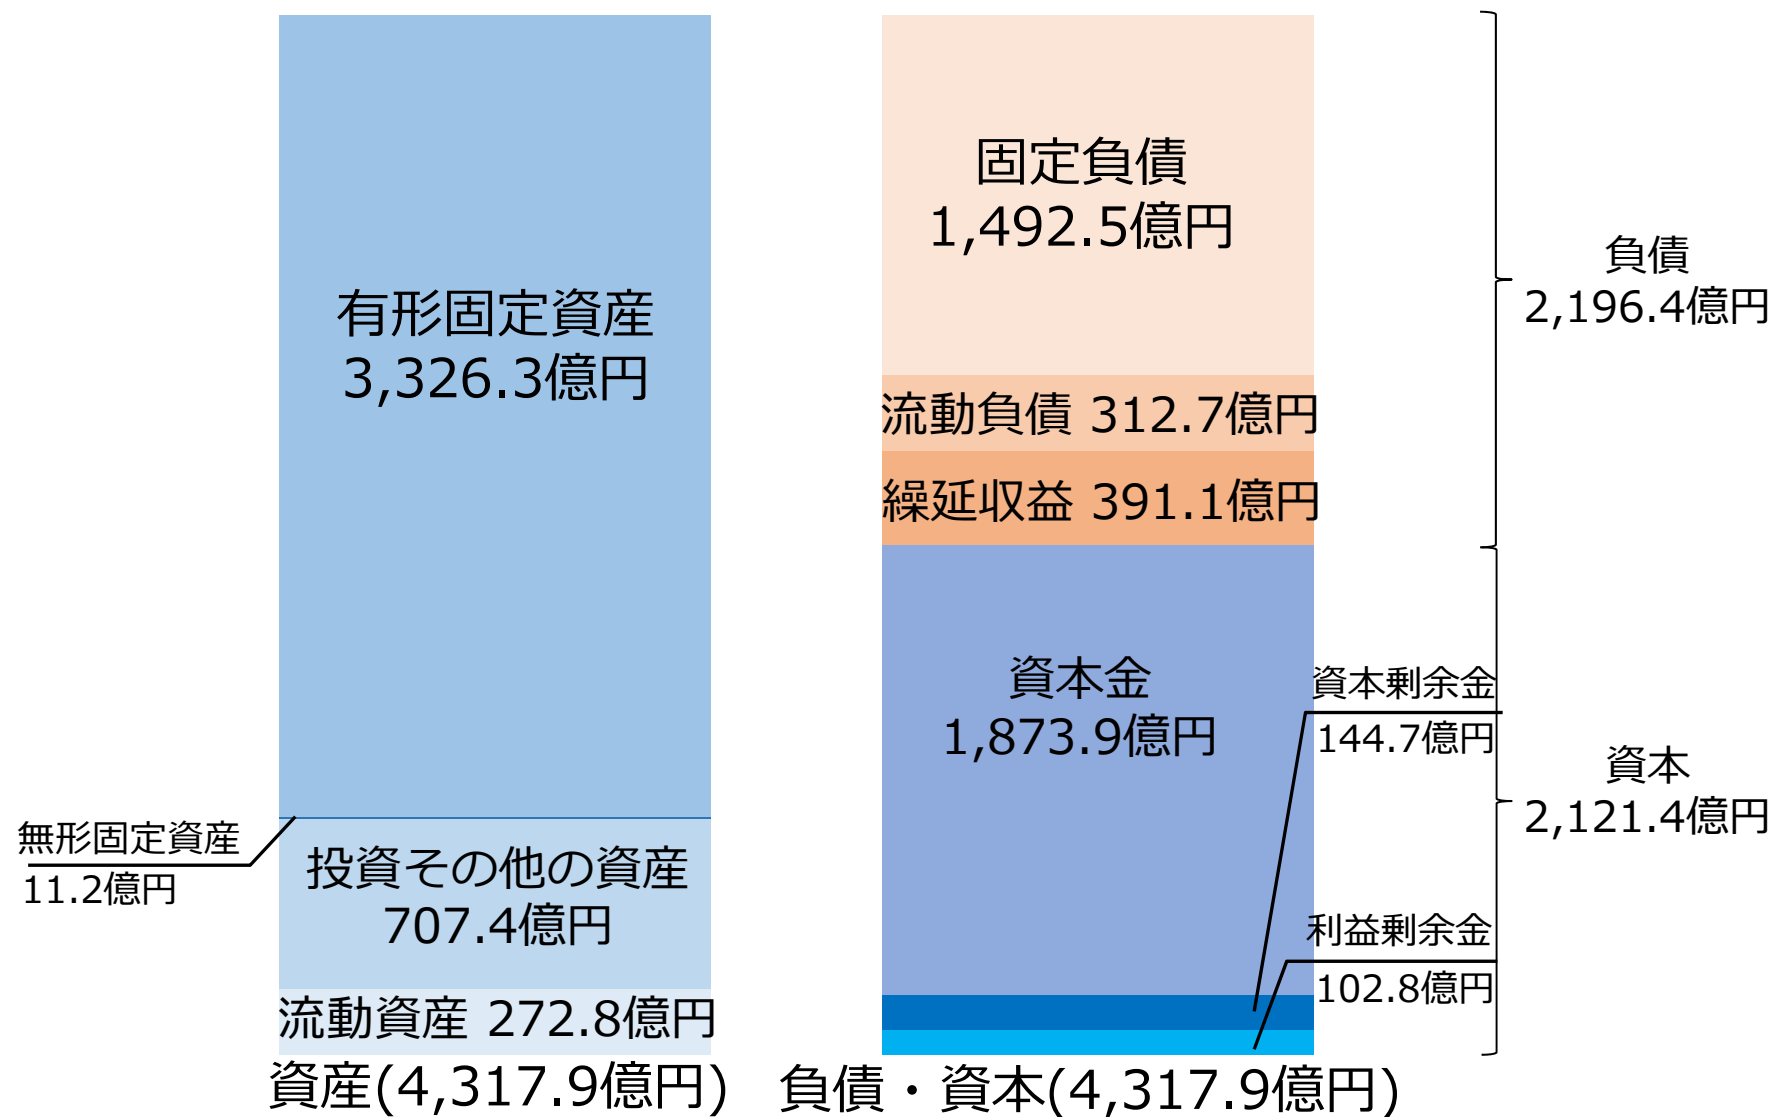 有形固定資産
3,326.3億円
無形固定資産
11.2億円
投資その他の資産
707.4億円
流動資産 272.8億円
資産(4,317.9億円)
固定負債
1,492.5億円
流動負債 312.7億円
繰延収益 391.1億円
資本金
1,873.9億円
資本剰余金
144.7億円
利益剰余金
102.8億円
負債・資本(4,317.9億円)
負債
2,196.4億円
資本
2,121.4億円